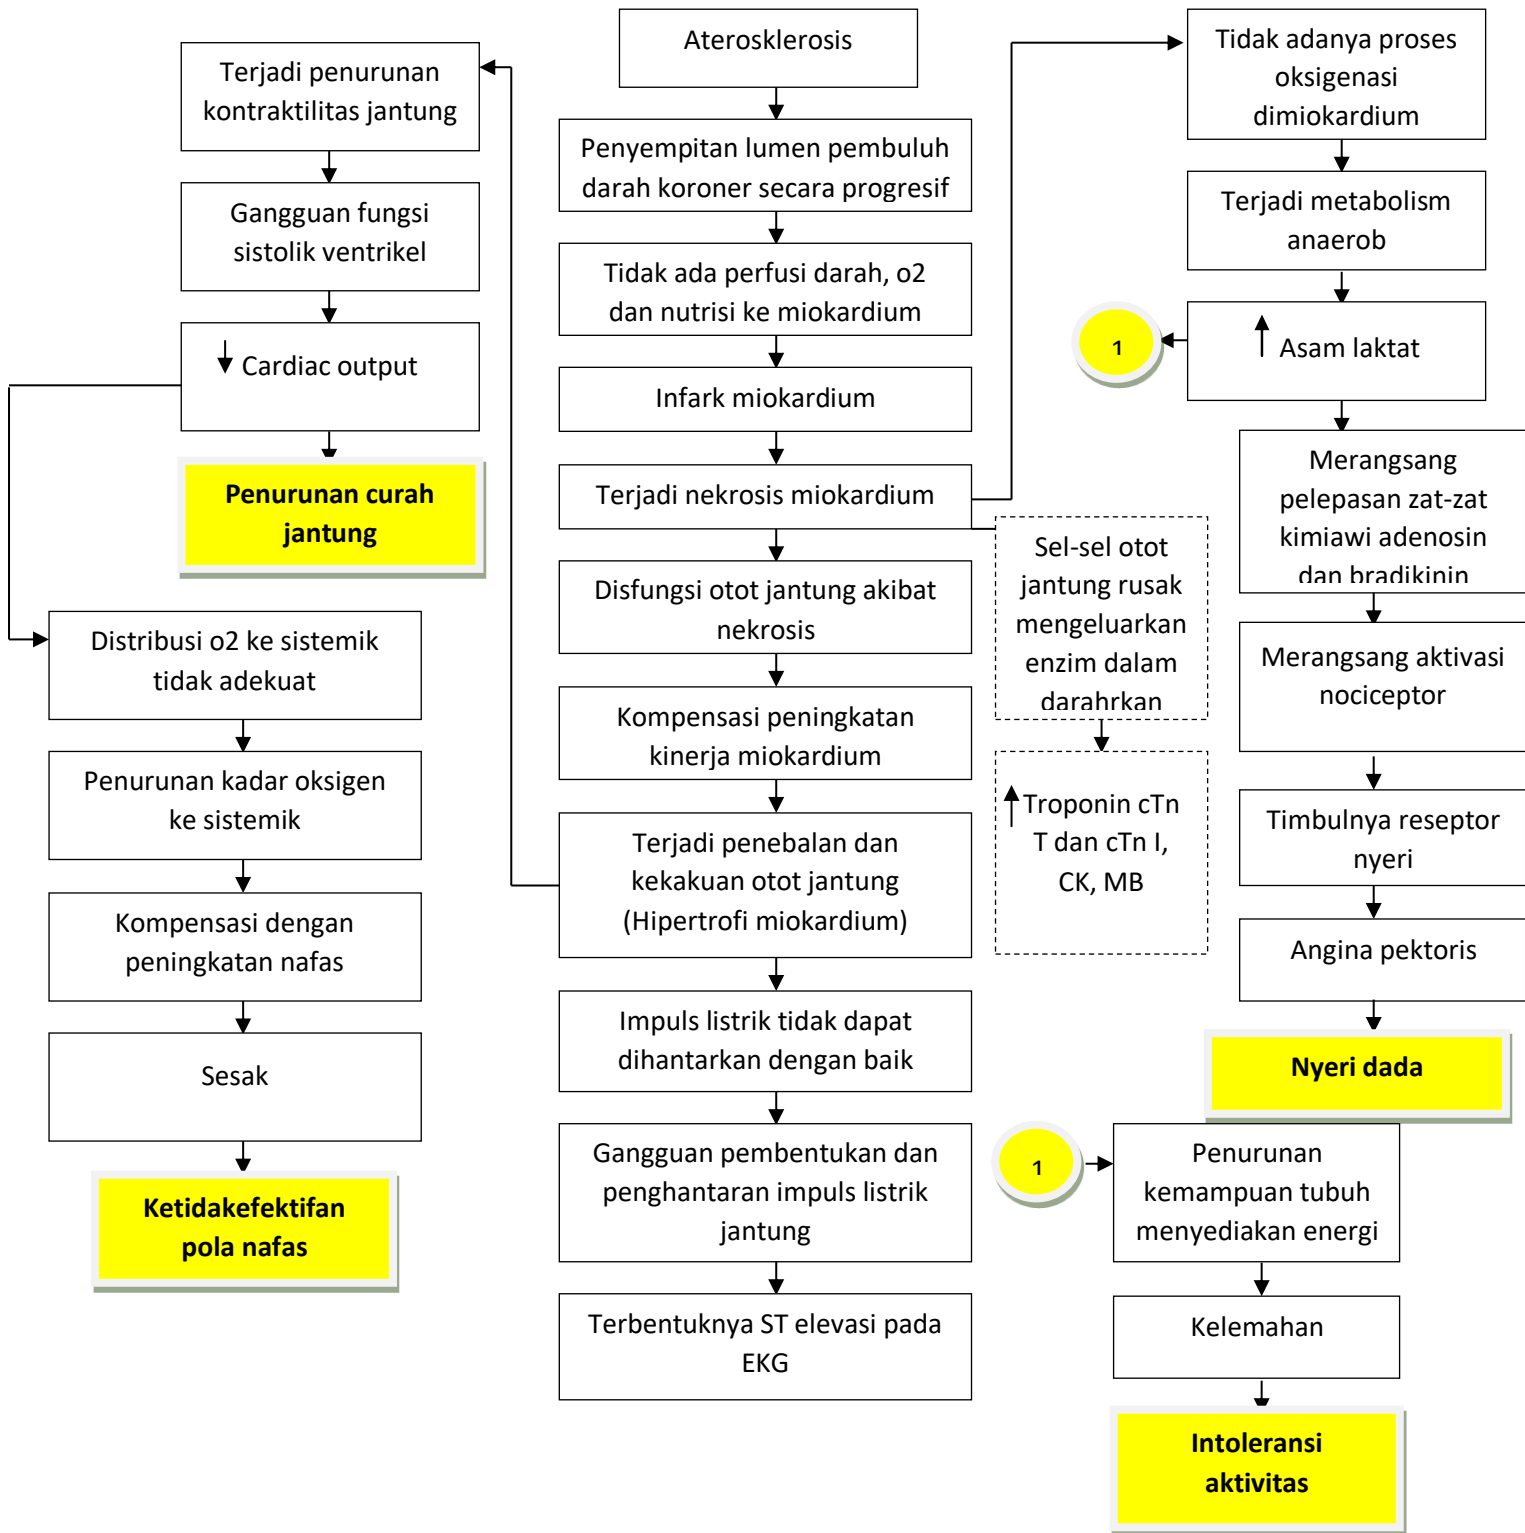 Aterosklerosis
Penyempitan lumen pembuluh
darah koroner secara progresif
Tidak ada perfusi darah, o2
dan nutrisi ke miokardium
Infark miokardium
Terjadi nekrosis miokardium
Disfungsi otot jantung akibat
nekrosis
Kompensasi peningkatan
kinerja miokardium
Terjadi penebalan dan
kekakuan otot jantung
(Hipertrofi miokardium)
Impuls listrik tidak dapat
dihantarkan dengan baik
Gangguan pembentukan dan
penghantaran impuls listrik
jantung
Terbentuknya ST elevasi pada
EKG
Terjadi penurunan
kontraktilitas jantung
Gangguan fungsi
sistolik ventrikel
↓ Cardiac output
Penurunan curah
jantung
Distribusi o2 ke sistemik
tidak adekuat
Penurunan kadar oksigen
ke sistemik
Kompensasi dengan
peningkatan nafas
Sesak
Ketidakefektifan
pola nafas
Sel-sel otot
jantung rusak
mengeluarkan
enzim dalam
darahrkan
↑ Troponin cTn
T dan cTn I,
CK, MB
Tidak adanya proses
oksigenasi
dimiokardium
Terjadi metabolism
anaerob
↑ Asam laktat
1
Merangsang
pelepasan zat-zat
kimiawi adenosin
dan bradikinin
Merangsang aktivasi
nociceptor
Timbulnya reseptor
nyeri
Angina pektoris
Nyeri dada
1
Penurunan
kemampuan tubuh
menyediakan energi
Kelemahan
Intoleransi
aktivitas